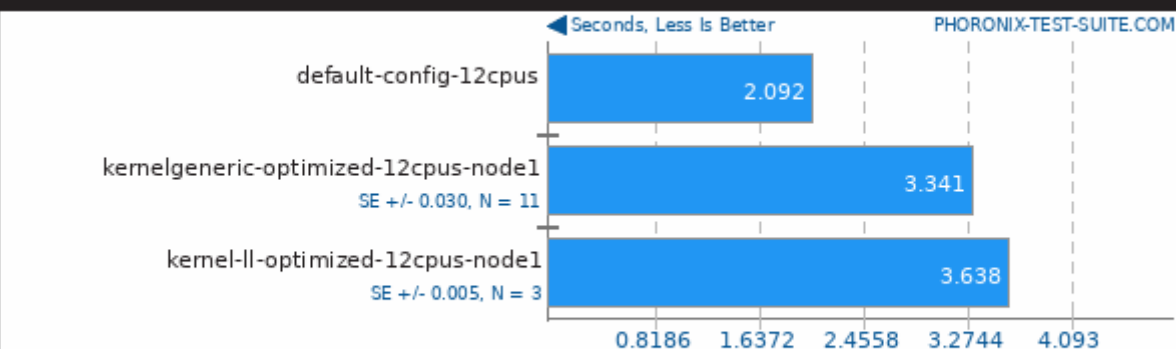 Seconds, Less Is Better PHORONIX-TEST-SUITE.COM
default-config-12cpus
2.092
kernelgeneric-optimized-12cpus-node1
SE +/- 0.030, N = 11
3.341
kernel-ll-optimized-12cpus-node1
SE +/- 0.005, N = 3
3.638
0.8186 1.6372 2.4558 3.2744 4.093